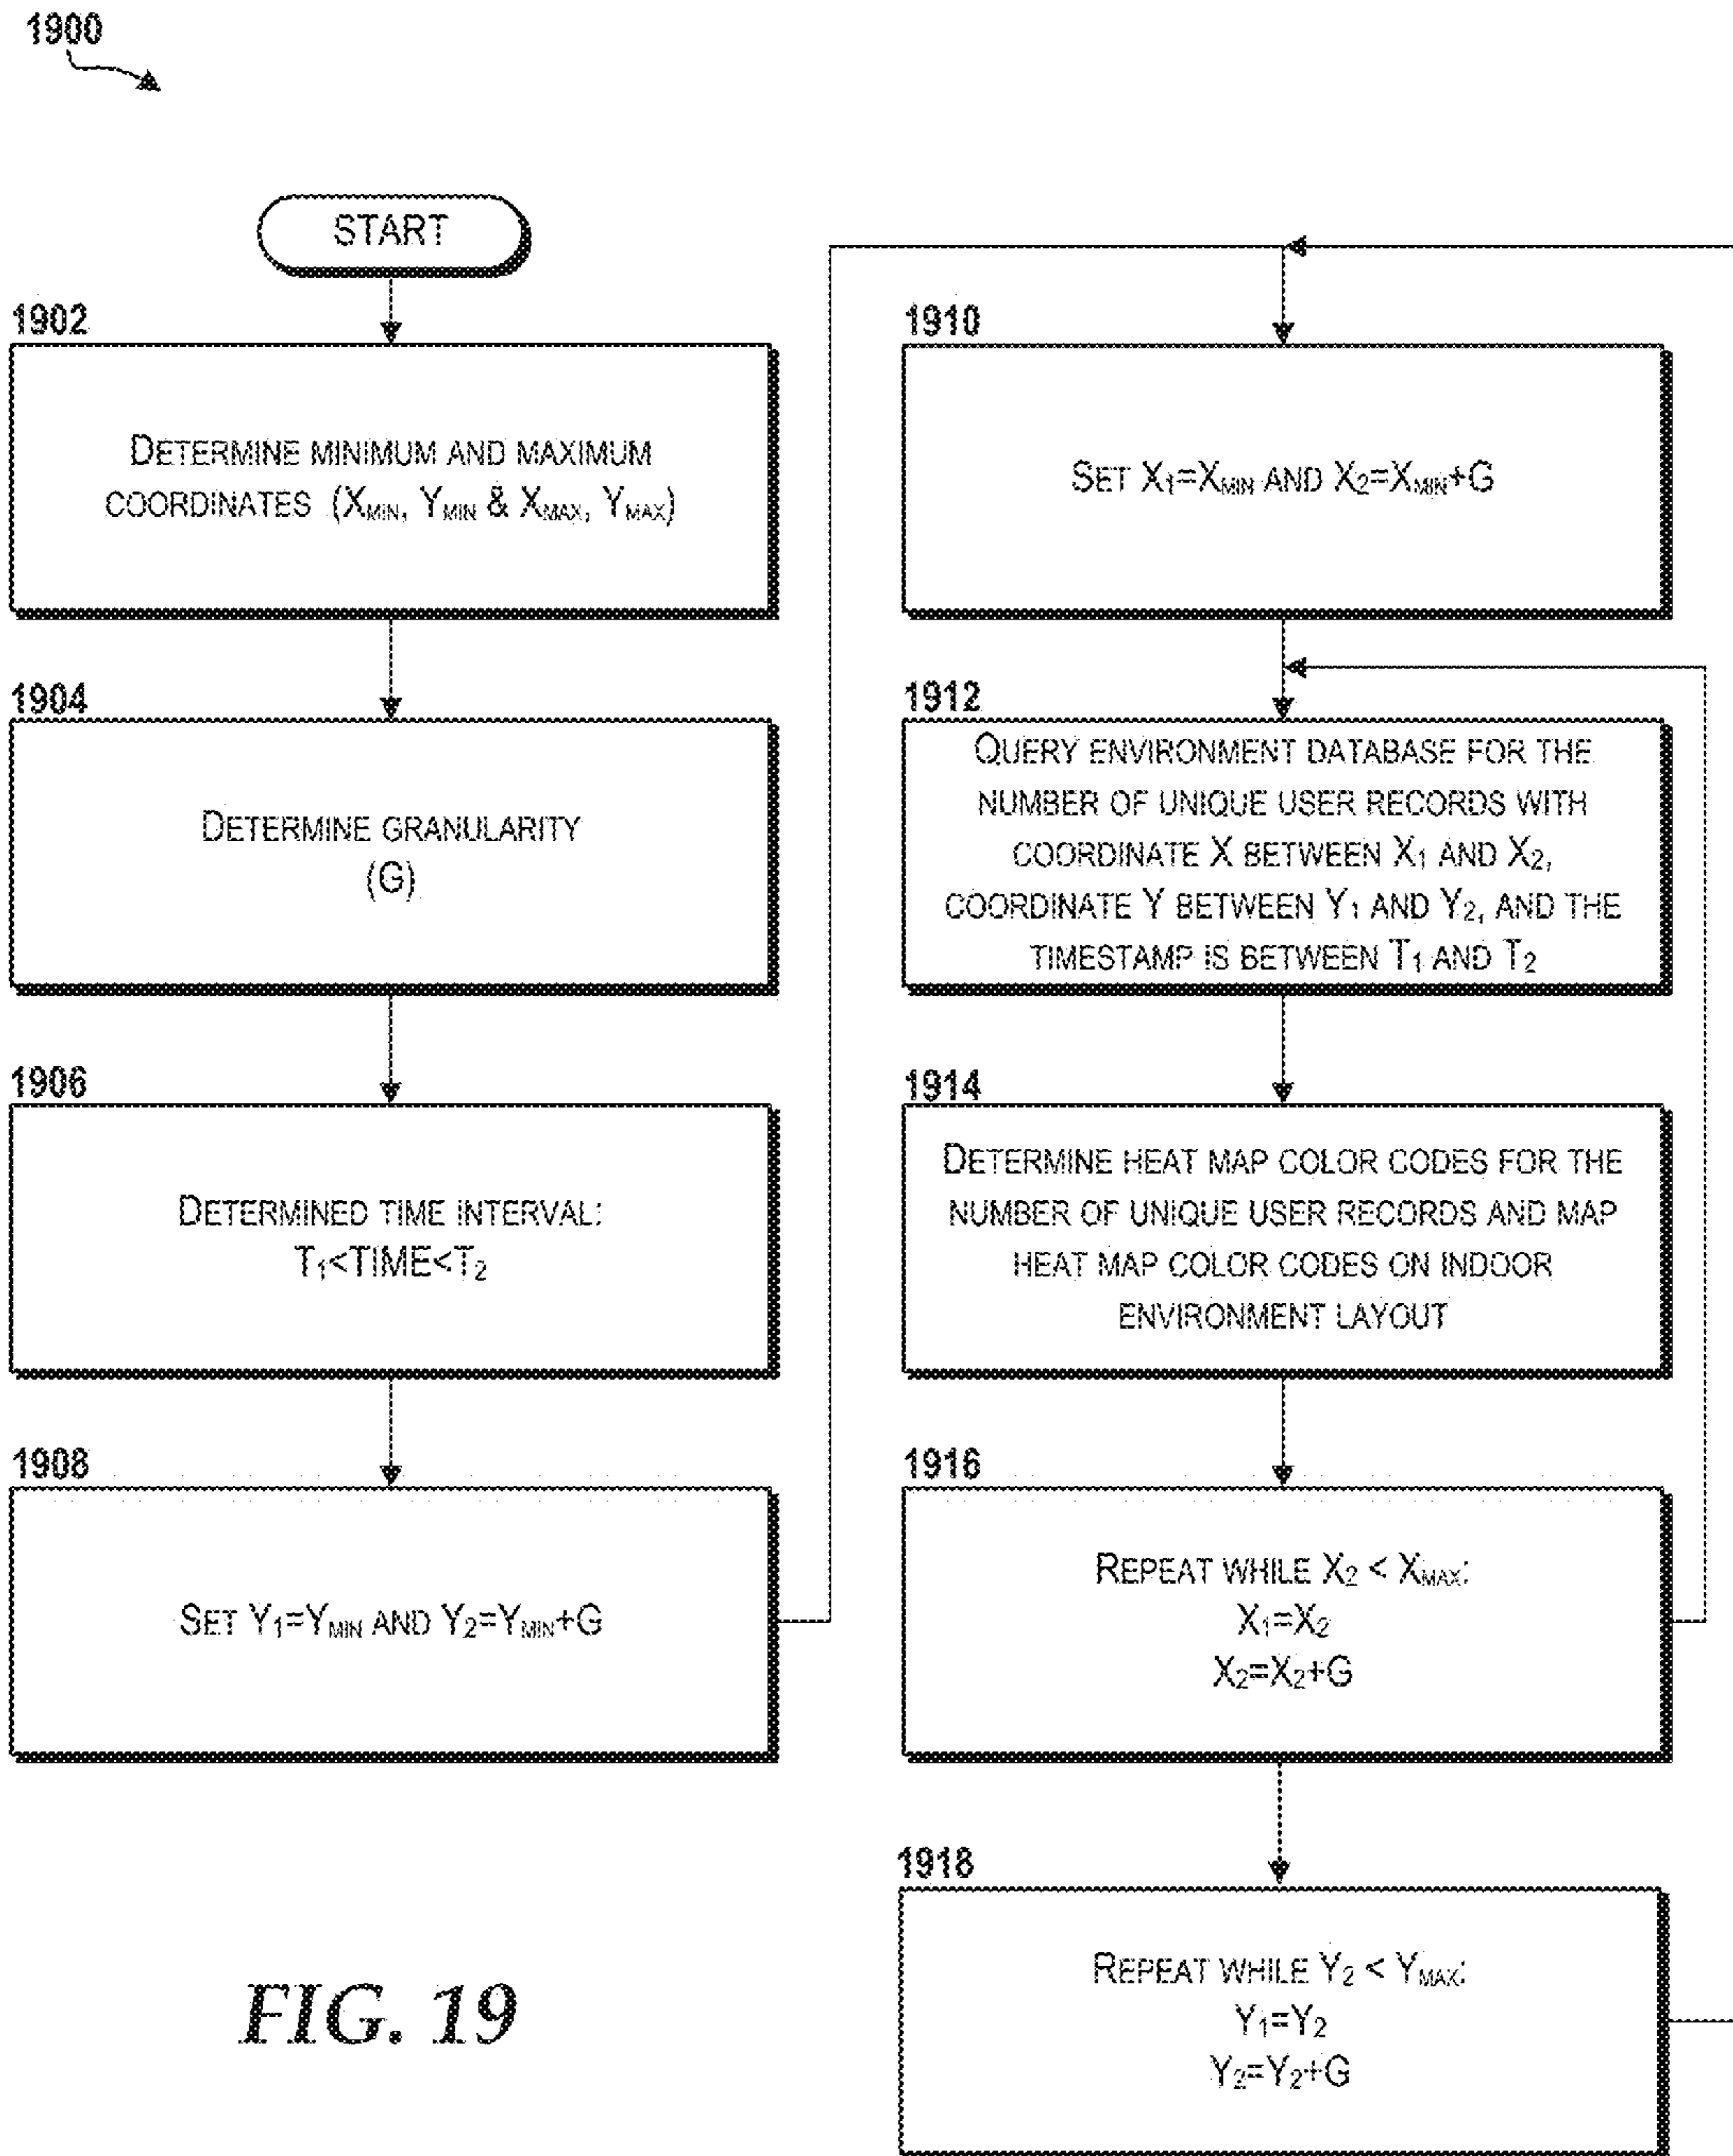 1900
START
1902
DETERMINE MINIMUM AND MAXIMUM
COORDINATES (XMIN, YMIN & XMAX, YMAX)
1904
DETERMINE GRANULARITY
(G)
1906
DETERMINED TIME INTERVAL:
T1<TIME<T2
1908
SET Y1=YMIN AND Y2=YMIN+G
1910
SET X1=XMIN AND X2=XMIN+G
1912
QUERY ENVIRONMENT DATABASE FOR THE
NUMBER OF UNIQUE USER RECORDS WITH
COORDINATE X BETWEEN X1 AND X2,
COORDINATE Y BETWEEN Y1 AND Y2, AND THE
TIMESTAMP IS BETWEEN T1 AND T2
1914
DETERMINE HEAT MAP COLOR CODES FOR THE
NUMBER OF UNIQUE USER RECORDS AND MAP
HEAT MAP COLOR CODES ON INDOOR
ENVIRONMENT LAYOUT
1916
REPEAT WHILE X2 < XMAX:
X1=X2
X2=X2+G
1918
REPEAT WHILE Y2 < YMAX:
Y1=Y2
Y2=Y2+G
FIG. 19